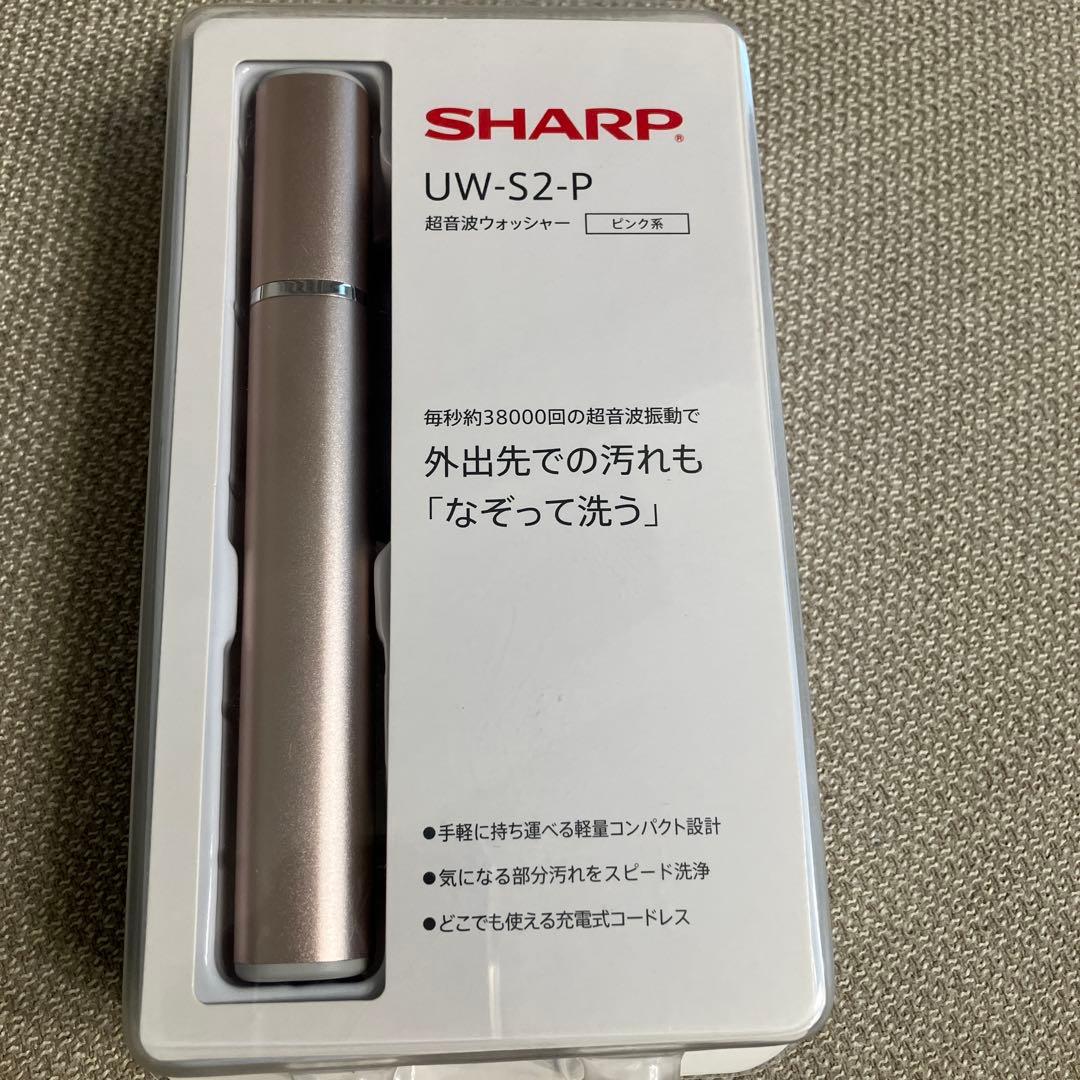 SHARP®
UW-S2-P
超音波ウォッシャー ピンク系
毎秒約38000回の超音波振動で
外出先での汚れも
「なぞって洗う」
●手軽に持ち運べる軽量コンパクト設計
●気になる部分汚れをスピード洗浄
●どこでも使える充電式コードレス